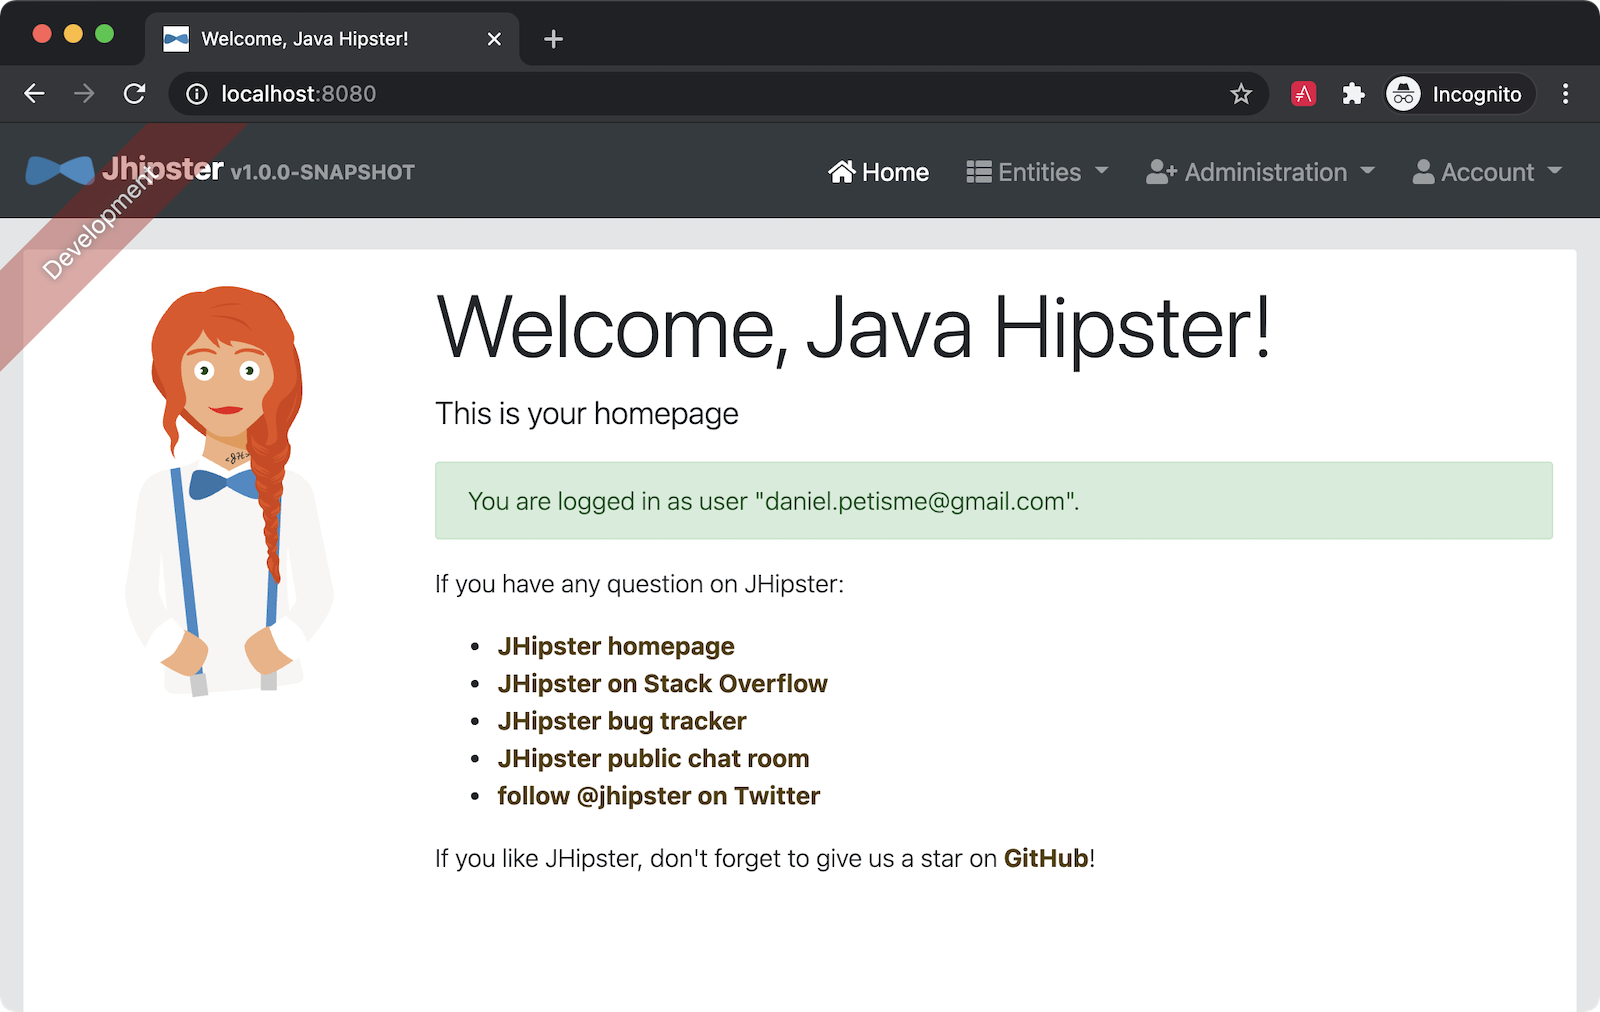 Welcome, Java Hipster!
localhost:8080
Incognito
Jhipster v1.0.0-SNAPSHOT
Home
Entities
Administration
Account
Development
Welcome, Java Hipster!
This is your homepage
You are logged in as user "daniel.petisme@gmail.com".
If you have any question on JHipster:
JHipster homepage
JHipster on Stack Overflow
JHipster bug tracker
JHipster public chat room
follow @jhipster on Twitter
If you like JHipster, don't forget to give us a star on GitHub!